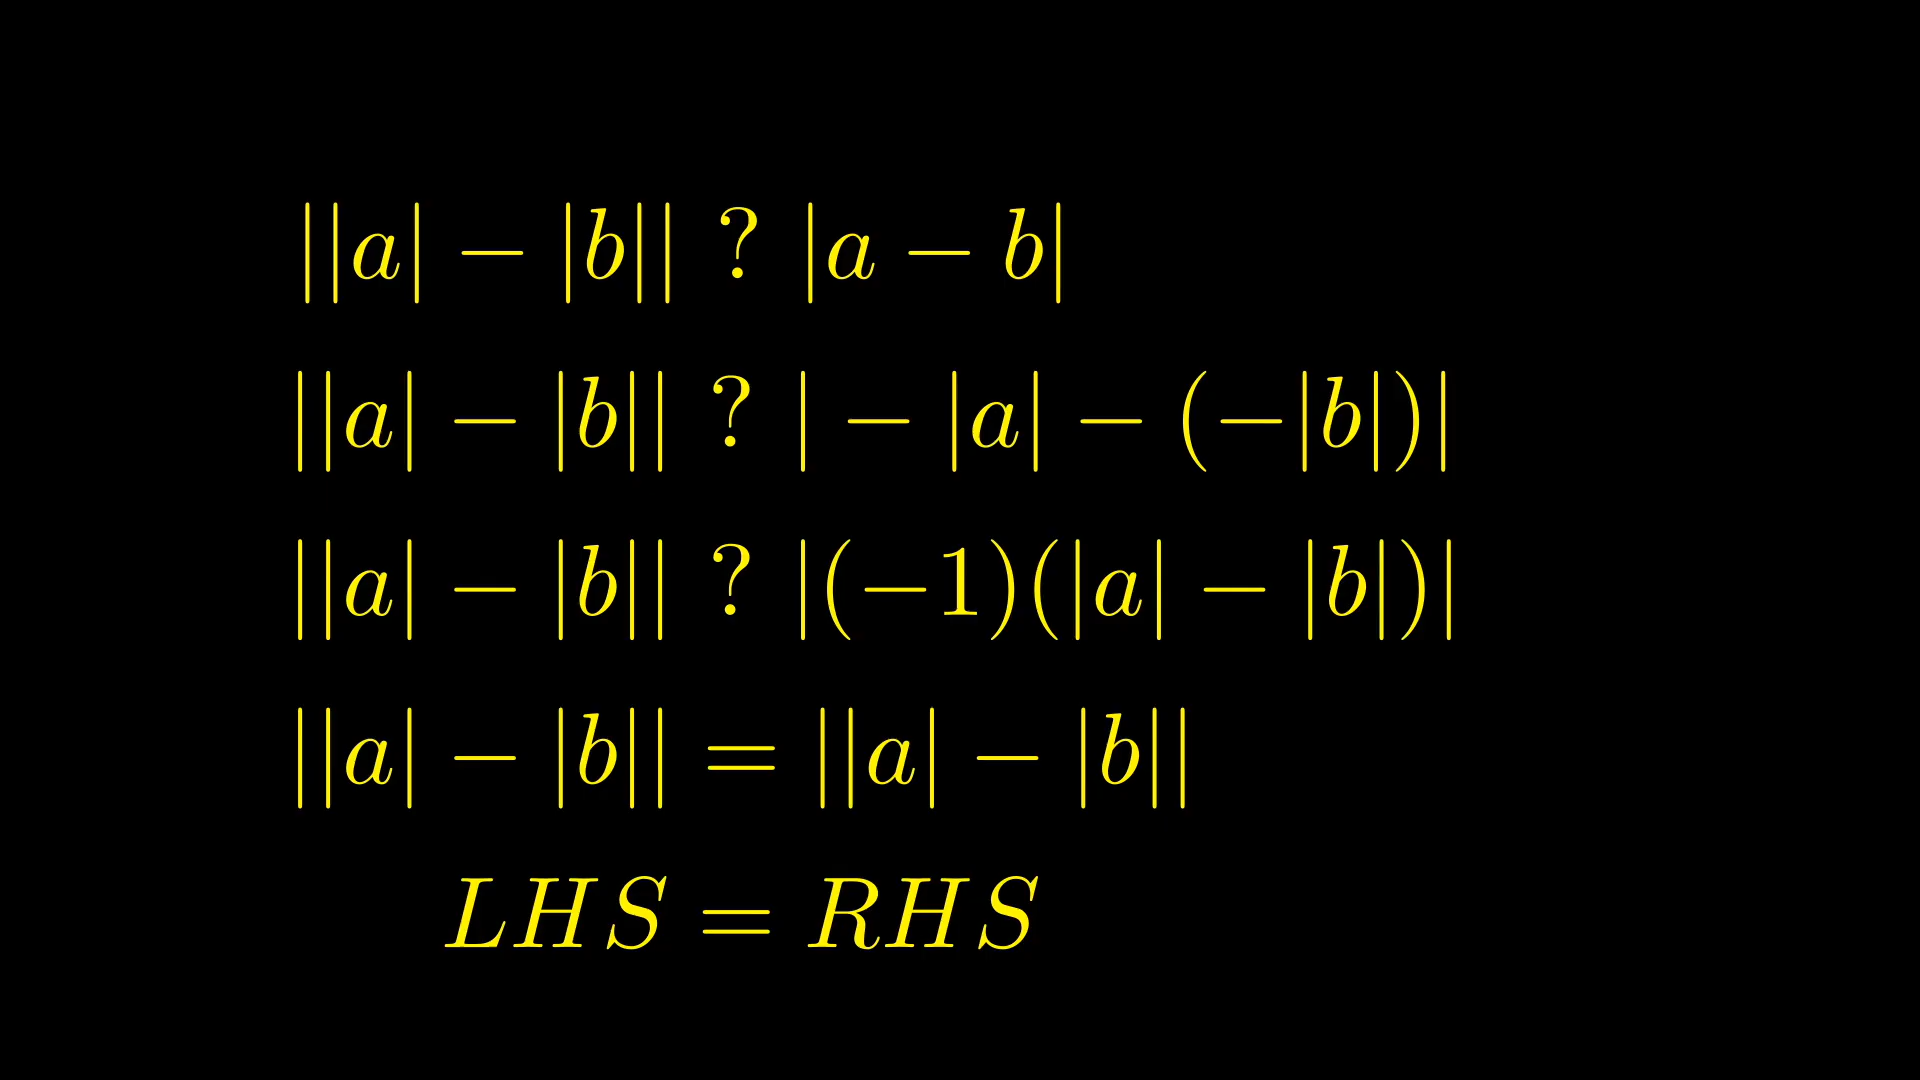 ||a| − |b|| ? |a − b|
||a| − |b|| ? | − |a| − (−|b|)|
||a| − |b|| ? |(−1)(|a| − |b|)|
||a| − |b|| = ||a| − |b||
LHS = RHS